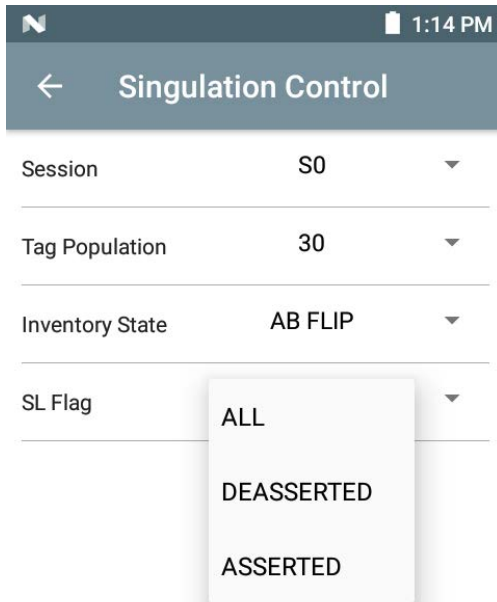 1:14 PM
Singulation Control
Session S0
Tag Population 30
Inventory State AB FLIP
SL Flag
ALL
DEASSERTED
ASSERTED